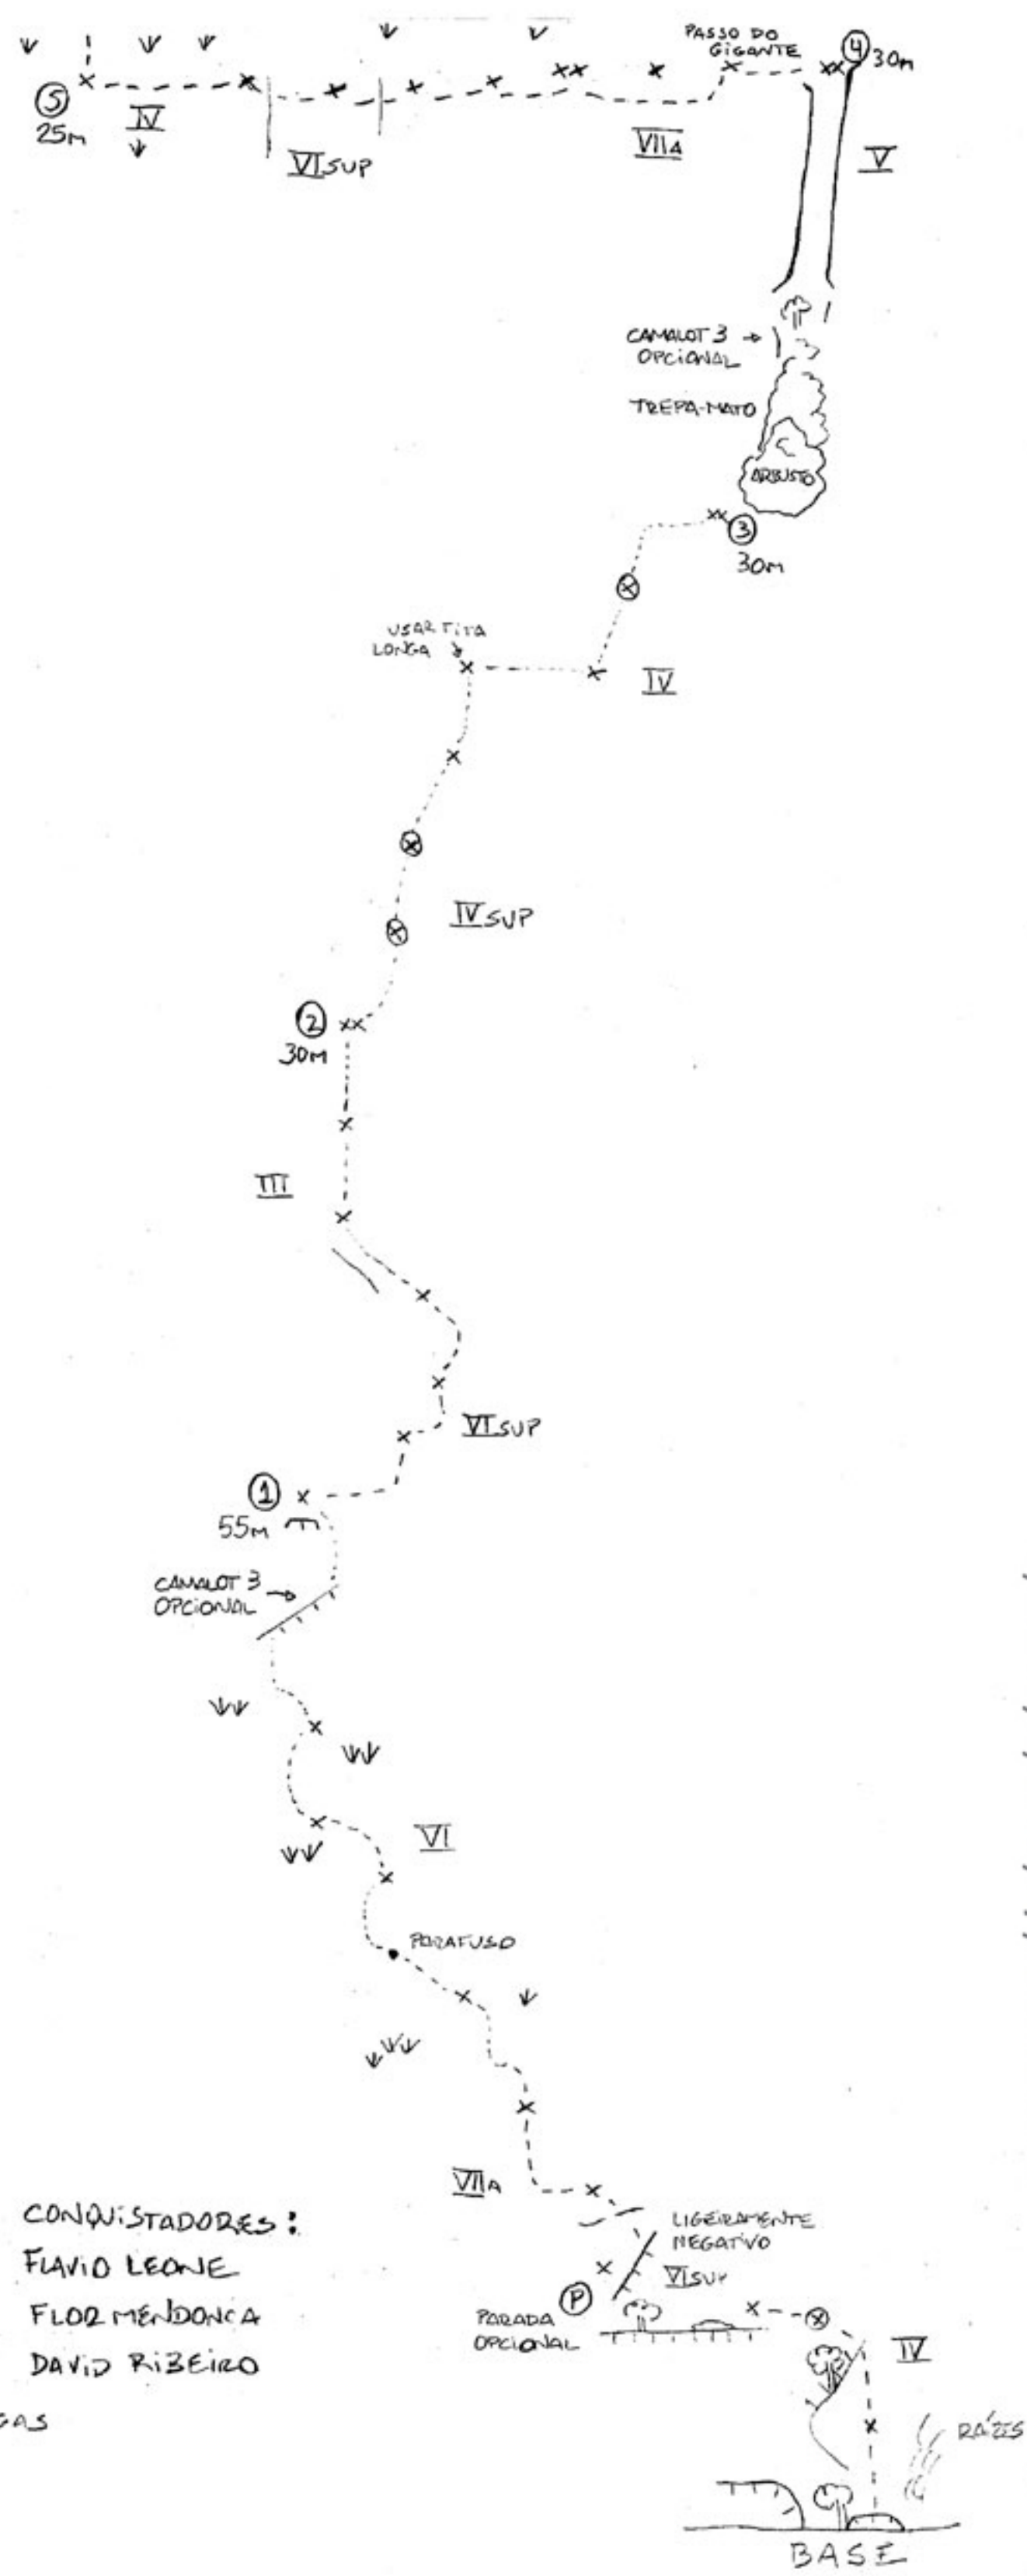 PASSO DO
GIGANTE
4
30m
5
25m
IV
VI SUP
VIIA
V
CAMALOT 3
OPCIONAL
TREPA-MATO
ARBUSTO
3
30m
USAR FITA
LONGA
IV
IV SUP
2
30M
III
VI SUP
1
55M
CAMALOT 3
OPCIONAL
VI
PARAFUSO
VIIA
LIGEIRAMENTE
NEGATIVO
VI SUP
P
PARADA
OPCIONAL
IV
RAÍZES
BASE
CONQUISTADORES:
FLAVIO LEONE
FLOR MENDONCA
DAVID RIBEIRO